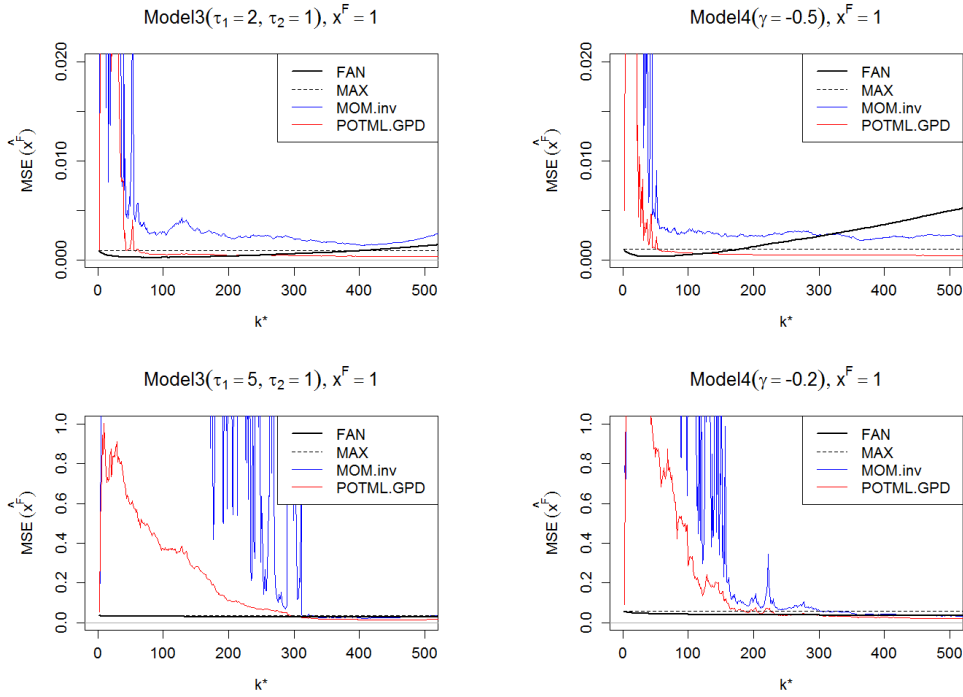 Model3(τ₁ = 2, τ₂ = 1), x^F = 1
MSE (x̂^F)
0.020
0.010
0.000
FAN
MAX
MOM.inv
POTML.GPD
0 100 200 300 400 500
k*
Model4(γ = -0.5), x^F = 1
MSE (x̂^F)
0.020
0.010
0.000
FAN
MAX
MOM.inv
POTML.GPD
0 100 200 300 400 500
k*
Model3(τ₁ = 5, τ₂ = 1), x^F = 1
MSE (x̂^F)
1.0
0.8
0.6
0.4
0.2
0.0
FAN
MAX
MOM.inv
POTML.GPD
0 100 200 300 400 500
k*
Model4(γ = -0.2), x^F = 1
MSE (x̂^F)
1.0
0.8
0.6
0.4
0.2
0.0
FAN
MAX
MOM.inv
POTML.GPD
0 100 200 300 400 500
k*